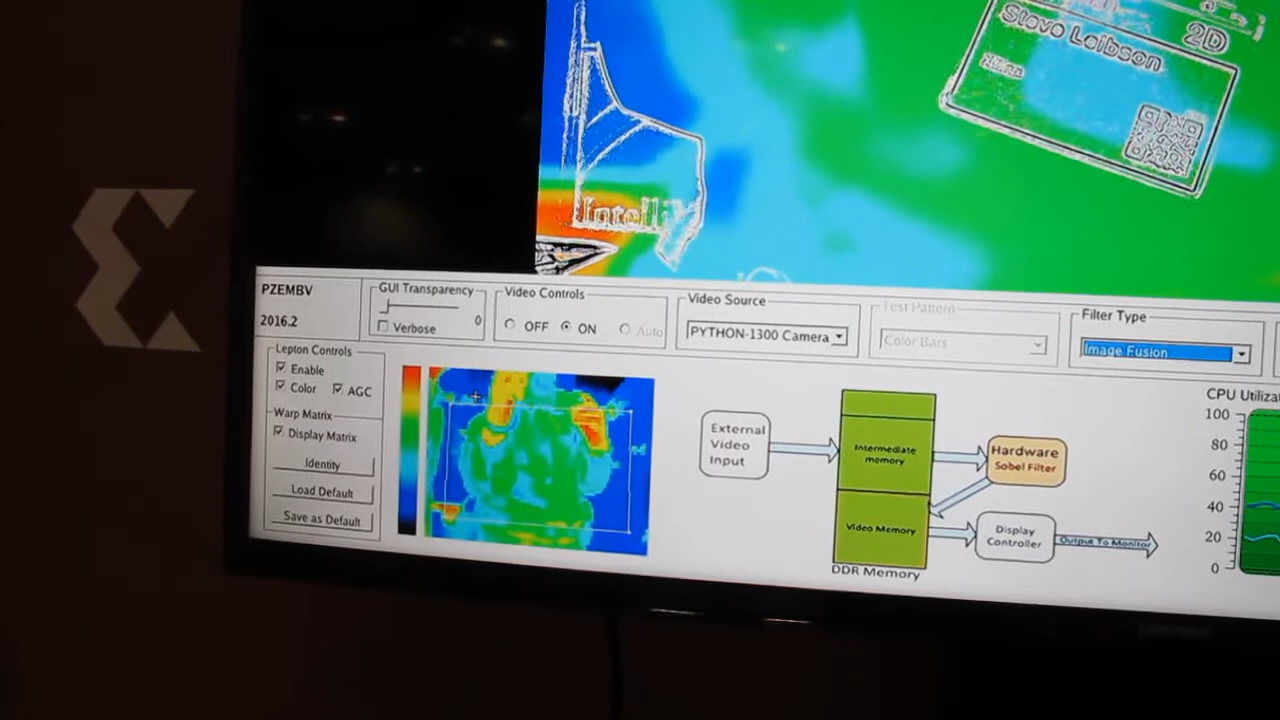 2D
Steve Leibson
Xilinx
Intelli
PZEMBV
2016.2
GUI Transparency
0
Verbose
Video Controls
OFF
ON
Auto
Video Source
PYTHON-1300 Camera
Test Pattern
Color Bars
Filter Type
Image Fusion
Lepton Controls
Enable
Color
AGC
Warp Matrix
Display Matrix
Identity
Load Default
Save as Default
External
Video
Input
Intermediate
memory
Video Memory
DDR Memory
Hardware
Sobel Filter
Display
Controller
Output To Monitor
CPU Utiliza
100
80
60
40
20
0